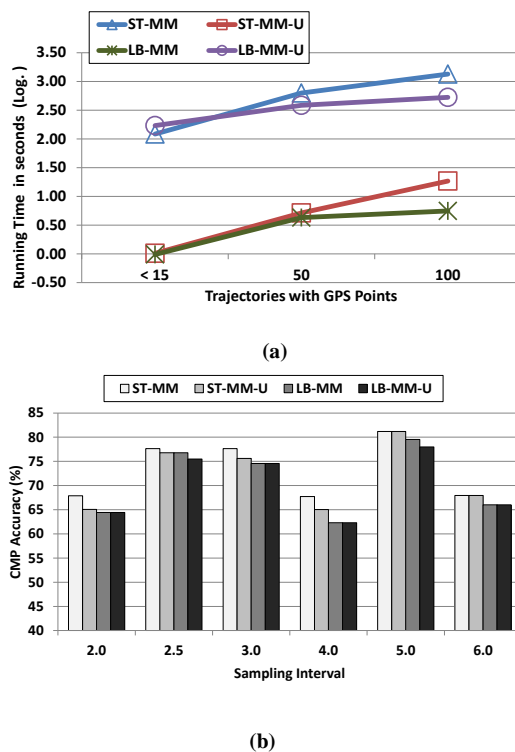 ST-MM ST-MM-U
LB-MM LB-MM-U
Running Time in seconds (Log. )
3.50
3.00
2.50
2.00
1.50
1.00
0.50
0.00
-0.50
< 15 50 100
Trajectories with GPS Points
(a)
ST-MM ST-MM-U LB-MM LB-MM-U
CMP Accuracy (%)
85
80
75
70
65
60
55
50
45
40
2.0 2.5 3.0 4.0 5.0 6.0
Sampling Interval
(b)